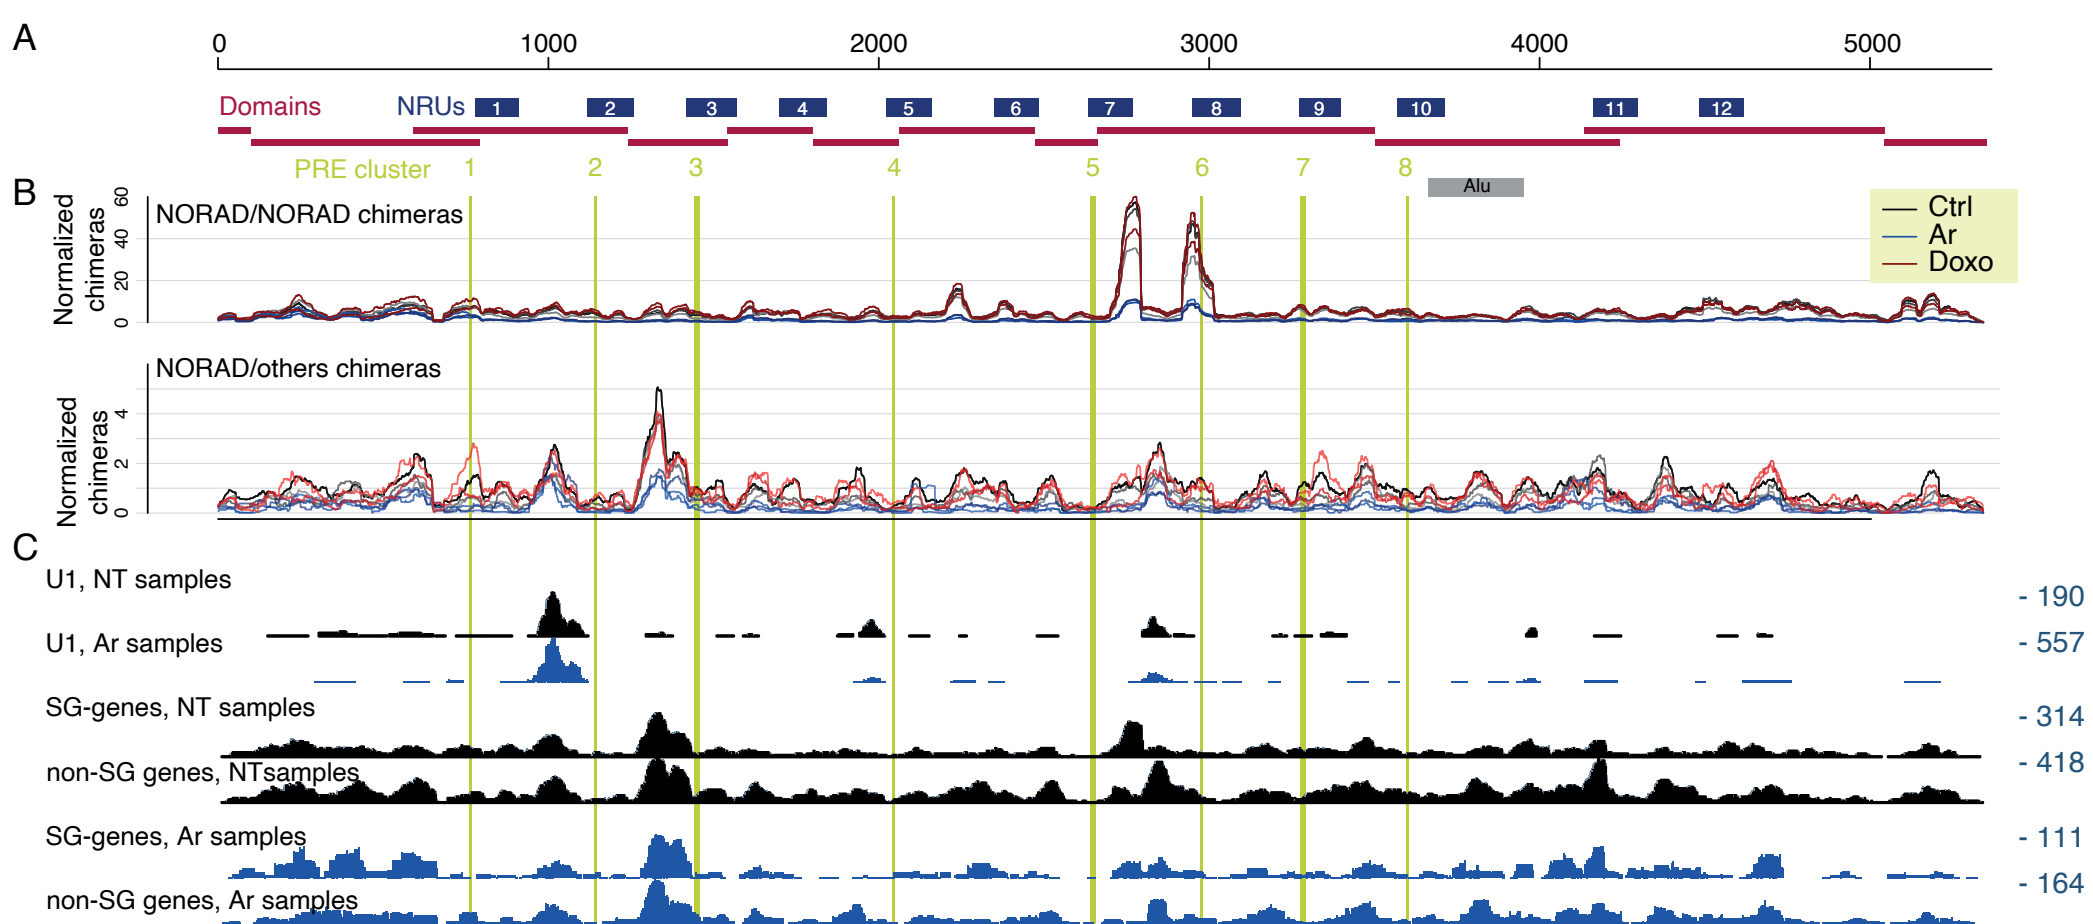 A
0 1000 2000 3000 4000 5000
Domains NRUs 1 2 3 4 5 6 7 8 9 10 11 12
PRE cluster 1 2 3 4 5 6 7 8
Alu
B
NORAD/NORAD chimeras
Normalized
chimeras
0 20 40 60
Ctrl
Ar
Doxo
NORAD/others chimeras
Normalized
chimeras
0 2 4
C
U1, NT samples
- 190
U1, Ar samples
- 557
SG-genes, NT samples
- 314
non-SG genes, NTsamples
- 418
SG-genes, Ar samples
- 111
non-SG genes, Ar samples
- 164